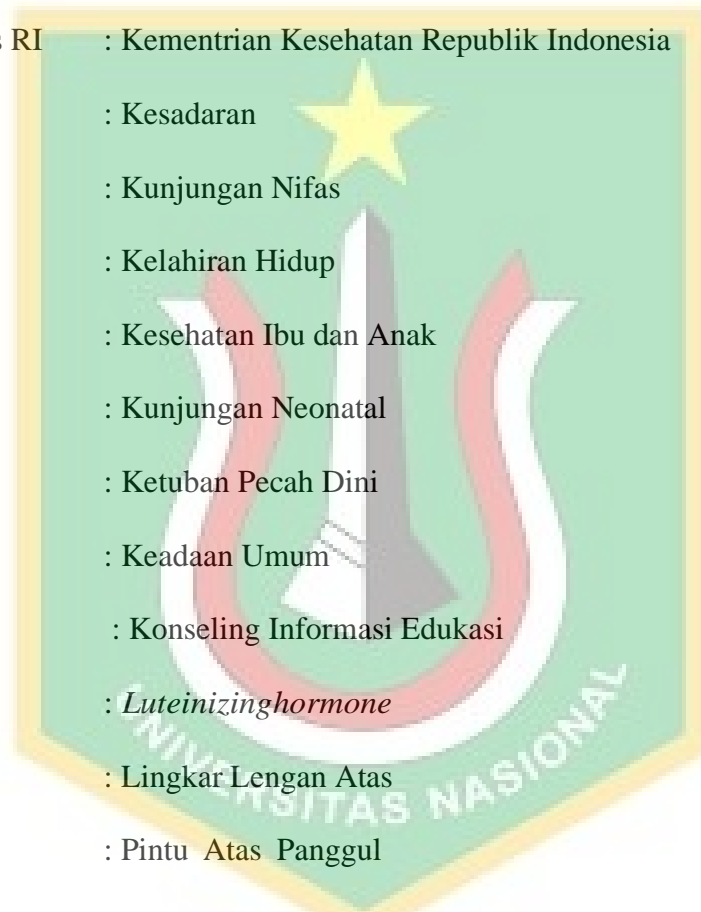 s RI : Kementrian Kesehatan Republik Indonesia
: Kesadaran
: Kunjungan Nifas
: Kelahiran Hidup
: Kesehatan Ibu dan Anak
: Kunjungan Neonatal
: Ketuban Pecah Dini
: Keadaan Umum
: Konseling Informasi Edukasi
: Luteinizinghormone
: Lingkar Lengan Atas
: Pintu Atas Panggul
UNIVERSITAS NASIONAL